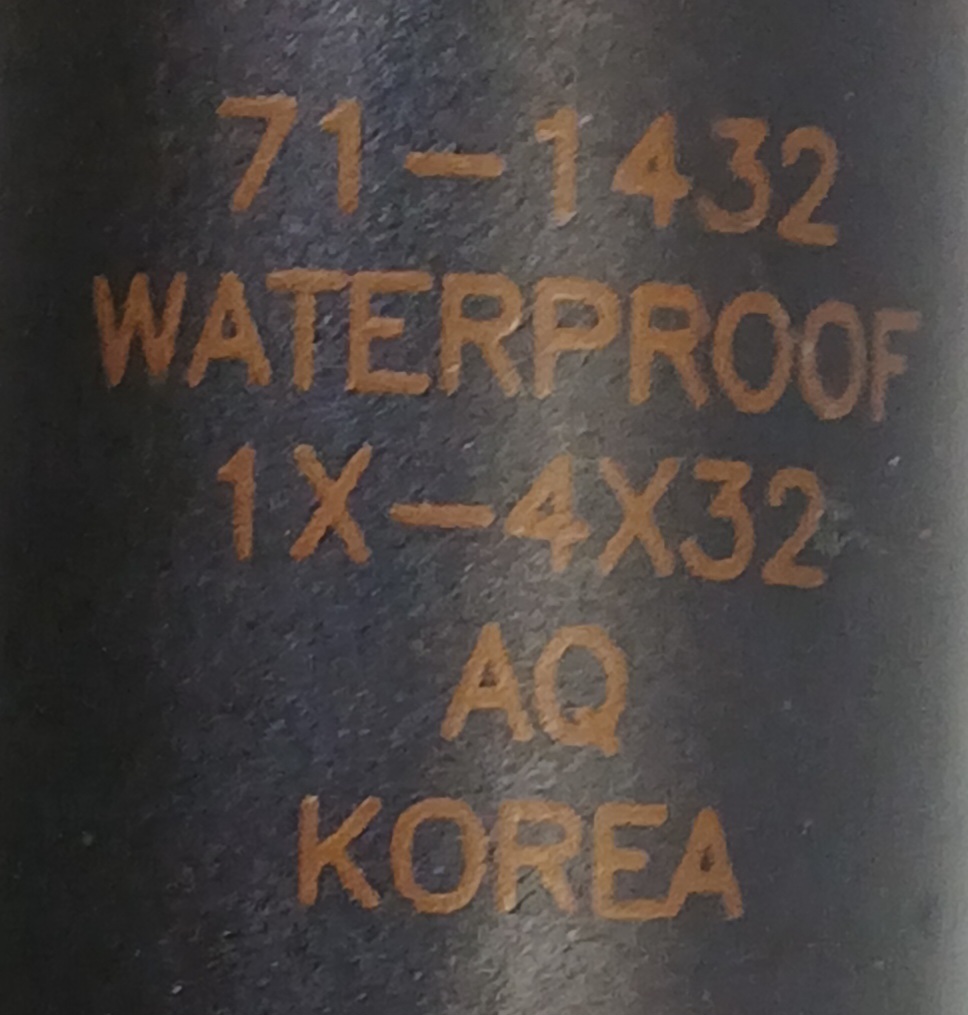 71-1432
WATERPROOF
1X-4X32
AQ
KOREA